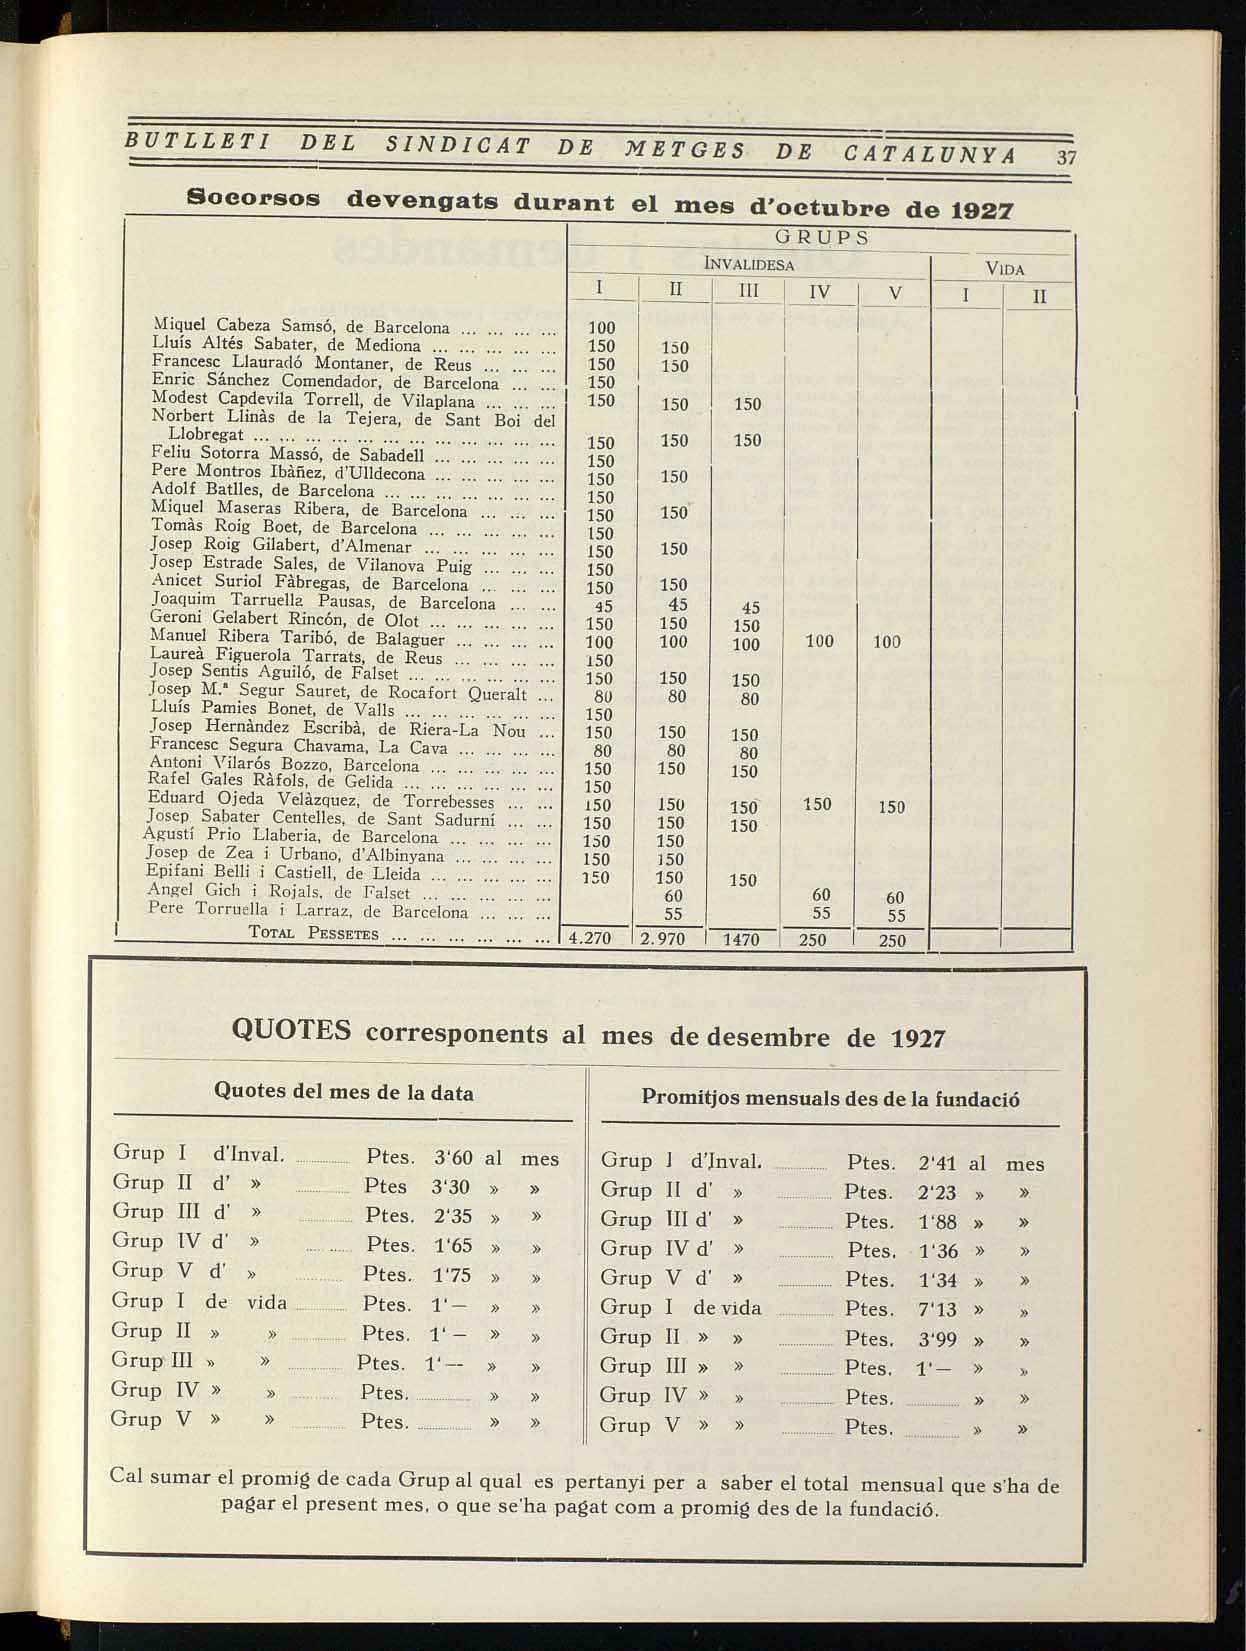 BUTLLETI DEL SINDICAT DE METGES DE CATALUNYA 37
Socorsos devengats durant el mes d'octubre de 1927
GRUPS
INVALIDESA VIDA
I II III IV V I II
Miquel Cabeza Samsó, de Barcelona ... ... ... ... 100
Lluís Altés Sabater, de Mediona ... ... ... ... ... 150 150
Francesc Llauradó Montaner, de Reus ... ... ... 150 150
Enric Sánchez Comendador, de Barcelona ... ... 150
Modest Capdevila Torrell, de Vilaplana ... ... ... 150 150 150
Norbert Llinàs de la Tejera, de Sant Boi del
Llobregat ... ... ... ... ... ... ... ... ... ... ... ... 150 150 150
Feliu Sotorra Massó, de Sabadell ... ... ... ... ... 150
Pere Montros Ibàñez, d'Ulldecona ... ... ... ... ... 150 150
Adolf Batlles, de Barcelona ... ... ... ... ... ... ... 150
Miquel Maseras Ribera, de Barcelona ... ... ... 150 150
Tomàs Roig Boet, de Barcelona ... ... ... ... ... 150
Josep Roig Gilabert, d'Almenar ... ... ... ... ... 150 150
Josep Estrade Sales, de Vilanova Puig ... ... ... 150
Anicet Suriol Fàbregas, de Barcelona ... ... ... 150 150
Joaquim Tarruella Pausas, de Barcelona ... ... 45 45 45
Geroni Gelabert Rincón, de Olot ... ... ... ... ... 150 150 150
Manuel Ribera Taribó, de Balaguer ... ... ... ... 100 100 100 100 100
Laureà Figuerola Tarrats, de Reus ... ... ... ... 150
Josep Sentis Aguiló, de Falset ... ... ... ... ... ... 150 150 150
Josep M.ª Segur Sauret, de Rocafort Queralt ... 80 80 80
Lluís Pamies Bonet, de Valls ... ... ... ... ... ... 150
Josep Hernàndez Escribà, de Riera-La Nou ... 150 150 150
Francesc Segura Chavama, La Cava ... ... ... ... 80 80 80
Antoni Vilarós Bozzo, Barcelona ... ... ... ... ... 150 150 150
Rafel Gales Ràfols, de Gelida ... ... ... ... ... ... 150
Eduard Ojeda Velàzquez, de Torrebesses ... ... 150 150 150 150 150
Josep Sabater Centelles, de Sant Sadurní ... ... 150 150 150
Agustí Prio Llaberia, de Barcelona ... ... ... ... 150 150
Josep de Zea i Urbano, d'Albinyana ... ... ... ... 150 150
Epifani Belli i Castiell, de Lleida ... ... ... ... ... 150 150 150
Angel Gich i Rojals, de Falset ... ... ... ... ... 60 60 60
Pere Torruella i Larraz, de Barcelona ... ... ... 55 55 55
TOTAL PESSETES ... ... ... ... ... ... 4.270 2.970 1470 250 250
QUOTES corresponents al mes de desembre de 1927
Quotes del mes de la data
Grup I d'Inval. ............ Ptes. 3'60 al mes
Grup II d' » ............ Ptes 3'30 » »
Grup III d' » ............ Ptes. 2'35 » »
Grup IV d' » ............ Ptes. 1'65 » »
Grup V d' » ............ Ptes. 1'75 » »
Grup I de vida ............ Ptes. 1'— » »
Grup II » » ............ Ptes. 1'— » »
Grup III » » ............ Ptes. 1'— » »
Grup IV » » ............ Ptes. ............ » »
Grup V » » ............ Ptes. ............ » »
Promitjos mensuals des de la fundació
Grup I d'Inval. ............ Ptes. 2'41 al mes
Grup II d' » ............ Ptes. 2'23 » »
Grup III d' » ............ Ptes. 1'88 » »
Grup IV d' » ............ Ptes. 1'36 » »
Grup V d' » ............ Ptes. 1'34 » »
Grup I de vida ............ Ptes. 7'13 » »
Grup II » » ............ Ptes. 3'99 » »
Grup III » » ............ Ptes. 1'— » »
Grup IV » » ............ Ptes. ............ » »
Grup V » » ............ Ptes. ............ » »
Cal sumar el promig de cada Grup al qual es pertanyi per a saber el total mensual que s'ha de
pagar el present mes, o que se'ha pagat com a promig des de la fundació.